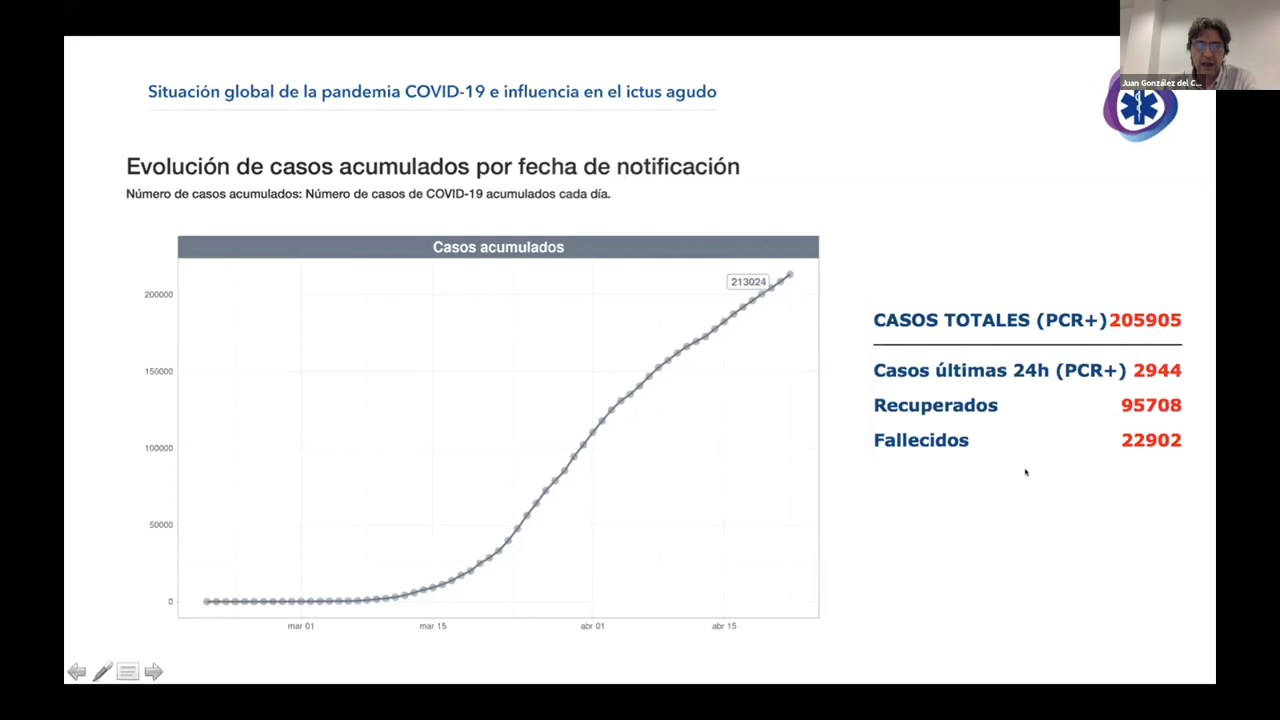 Juan González del C...
Situación global de la pandemia COVID-19 e influencia en el ictus agudo
Evolución de casos acumulados por fecha de notificación
Número de casos acumulados: Número de casos de COVID-19 acumulados cada día.
Casos acumulados
213024
200000
150000
100000
50000
0
mar 01
mar 15
abr 01
abr 15
CASOS TOTALES (PCR+) 205905
Casos últimas 24h (PCR+) 2944
Recuperados 95708
Fallecidos 22902